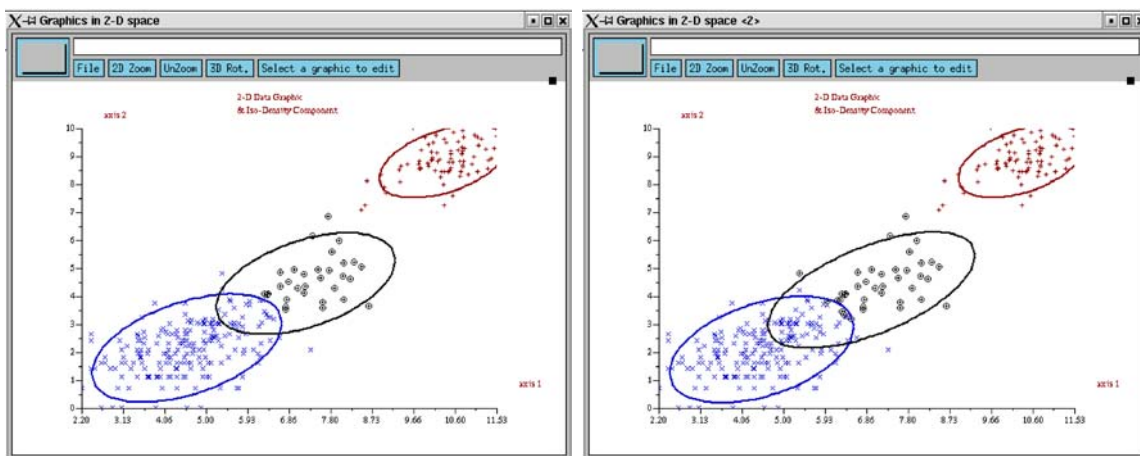 Graphics in 2-D space
File 2D Zoom UnZoom 3D Rot. Select a graphic to edit
2-D Data Graphic
& Iso-Density Component
axis 2
10
9
8
7
6
5
4
3
2
1
0
axis 1
2.20 3.13 4.06 5.00 5.93 6.86 7.80 8.73 9.66 10.60 11.53
Graphics in 2-D space <2>
File 2D Zoom UnZoom 3D Rot. Select a graphic to edit
2-D Data Graphic
& Iso-Density Component
axis 2
10
9
8
7
6
5
4
3
2
1
0
axis 1
2.20 3.13 4.06 5.00 5.93 6.86 7.80 8.73 9.66 10.60 11.53